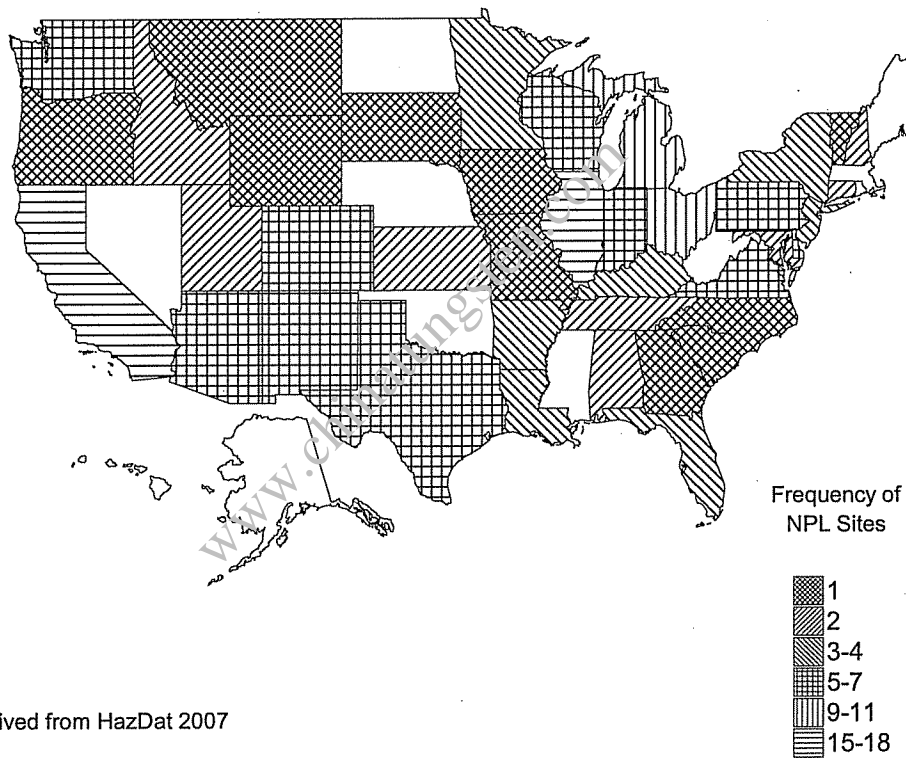 www.chinatungsten.com
Frequency of
NPL Sites
1
2
3-4
5-7
9-11
15-18
ived from HazDat 2007